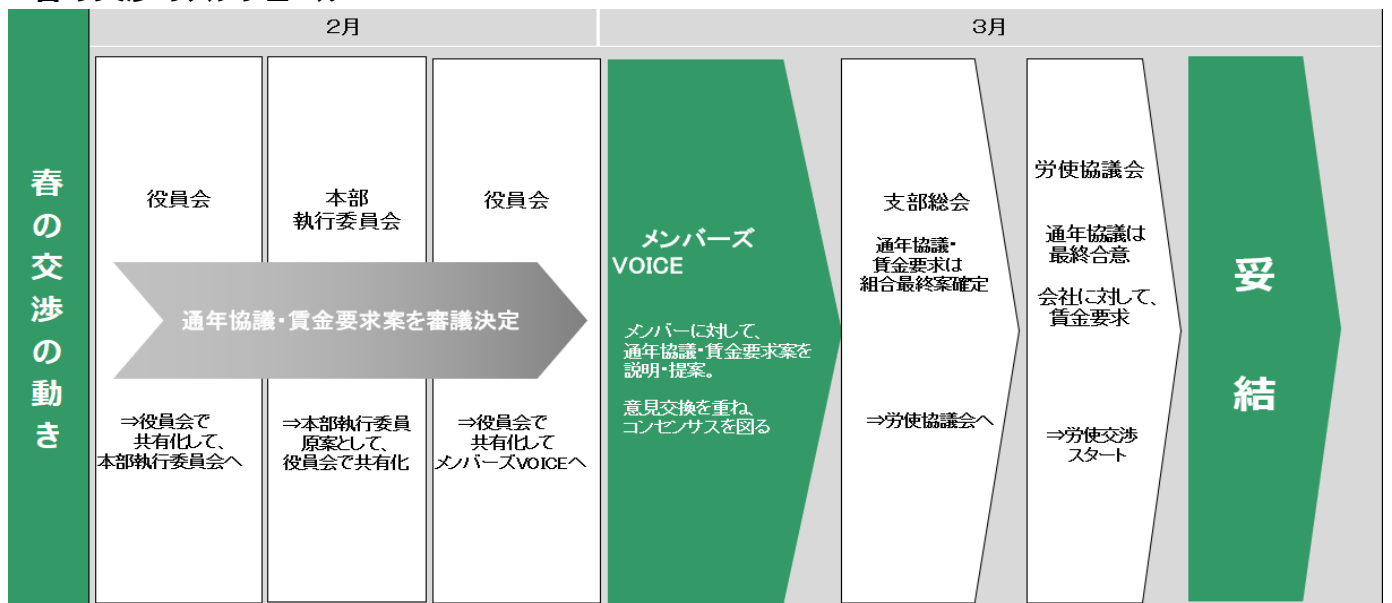 2月
3月
春の交渉の動き
役員会
本部
執行委員会
役員会
通年協議・賃金要求案を審議決定
⇒役員会で
共有化して、
本部執行委員会へ
⇒本部執行委員
原案として、
役員会で共有化
⇒役員会で
共有化して
メンバーズVOICEへ
メンバーズ
VOICE
メンバーに対して、
通年協議・賃金要求案を
説明・提案。
意見交換を重ね、
コンセンサスを図る
支部総会
通年協議・
賃金要求は
組合最終案確定
⇒労使協議会へ
労使協議会
通年協議は
最終合意
会社に対して、
賃金要求
⇒労使交渉
スタート
妥結